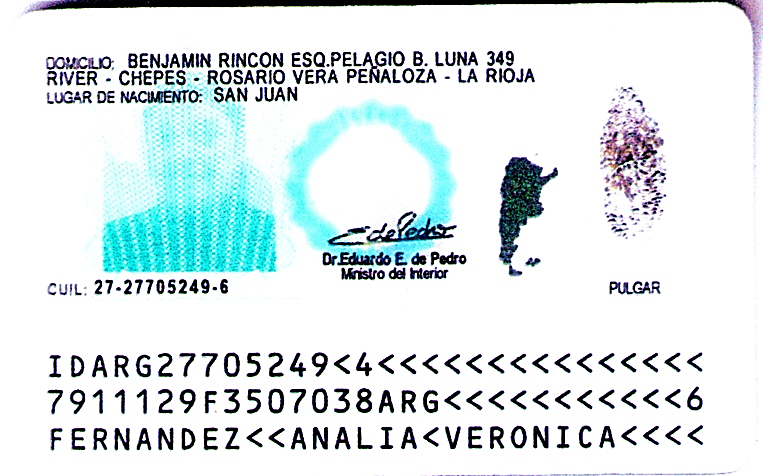 DOMICILIO: BENJAMIN RINCON ESQ.PELAGIO B. LUNA 349
RIVER - CHEPES - ROSARIO VERA PEÑALOZA - LA RIOJA
LUGAR DE NACIMIENTO: SAN JUAN
E de Pedro
Dr.Eduardo E. de Pedro
Ministro del Interior
CUIL: 27-27705249-6
PULGAR
IDARG27705249<4<<<<<<<<<<<<<<<
7911129F3507038ARG<<<<<<<<<<<6
FERNANDEZ<<ANALIA<VERONICA<<<<